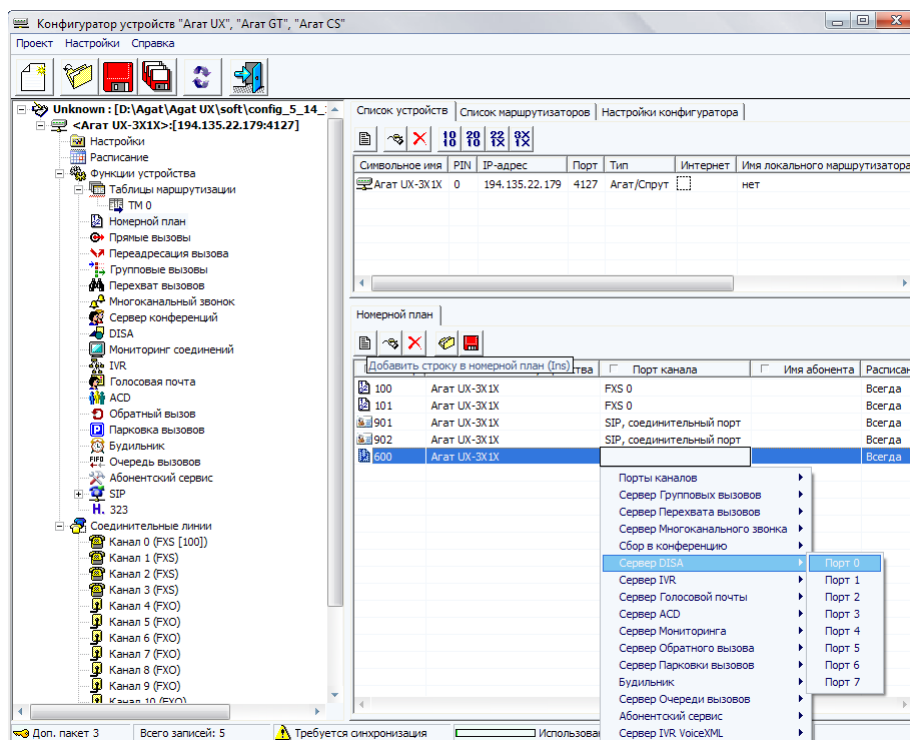 Конфигуратор устройств "Агат UX", "Агат GT", "Агат CS"
Проект Настройки Справка
Unknown : [D:\Agat\Agat UX\soft\config_5_14_
<Агат UX-3X1X>:[194.135.22.179:4127]
Настройки
Расписание
Функции устройства
Таблицы маршрутизации
ТМ 0
Номерной план
Прямые вызовы
Переадресация вызова
Групповые вызовы
Перехват вызовов
Многоканальный звонок
Сервер конференций
DISA
Мониторинг соединений
IVR
Голосовая почта
ACD
Обратный вызов
Парковка вызовов
Будильник
Очередь вызовов
Абонентский сервис
SIP
H. 323
Соединительные линии
Канал 0 (FXS [100])
Канал 1 (FXS)
Канал 2 (FXS)
Канал 3 (FXS)
Канал 4 (FXO)
Канал 5 (FXO)
Канал 6 (FXO)
Канал 7 (FXO)
Канал 8 (FXO)
Канал 9 (FXO)
Канал 10 (FXO)
Список устройств Список маршрутизаторов Настройки конфигуратора
Символьное имя PIN IP-адрес Порт Тип Интернет Имя локального маршрутизатора
Агат UX-3X1X 0 194.135.22.179 4127 Агат/Спрут нет
Номерной план
Добавить строку в номерной план (Ins) тва Порт канала Имя абонента Расписан
100 Агат UX-3X1X FXS 0 Всегда
101 Агат UX-3X1X FXS 0 Всегда
901 Агат UX-3X1X SIP, соединительный порт Всегда
902 Агат UX-3X1X SIP, соединительный порт Всегда
600 Агат UX-3X1X Всегда
Порты каналов
Сервер Групповых вызовов
Сервер Перехвата вызовов
Сервер Многоканального звонка
Сбор в конференцию
Сервер DISA Порт 0
Сервер IVR Порт 1
Сервер Голосовой почты Порт 2
Сервер ACD Порт 3
Сервер Мониторинга Порт 4
Сервер Обратного вызова Порт 5
Сервер Парковки вызовов Порт 6
Будильник Порт 7
Сервер Очереди вызовов
Абонентский сервис
Сервер IVR VoiceXML
Доп. пакет 3 Всего записей: 5 Требуется синхронизация Использова